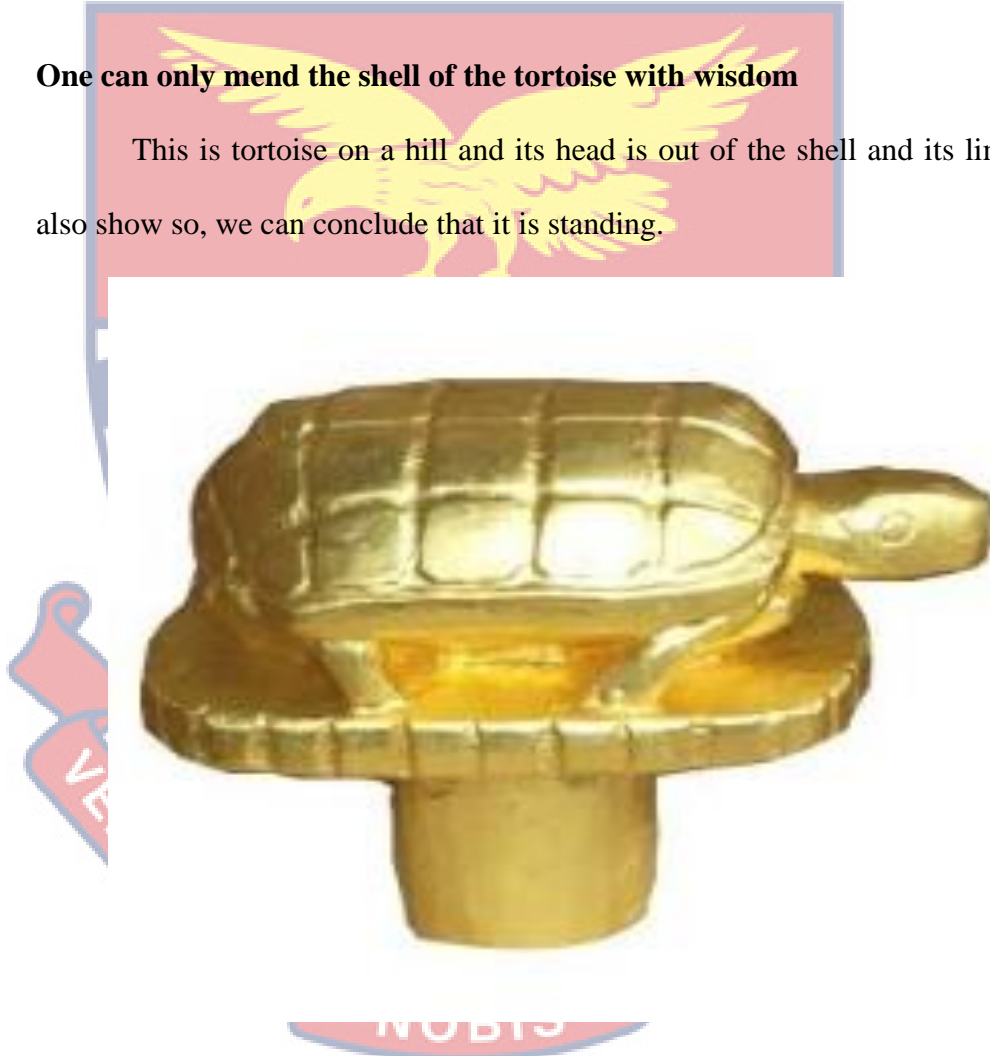 One can only mend the shell of the tortoise with wisdom
This is tortoise on a hill and its head is out of the shell and its
also show so, we can conclude that it is standing.
NOBIS